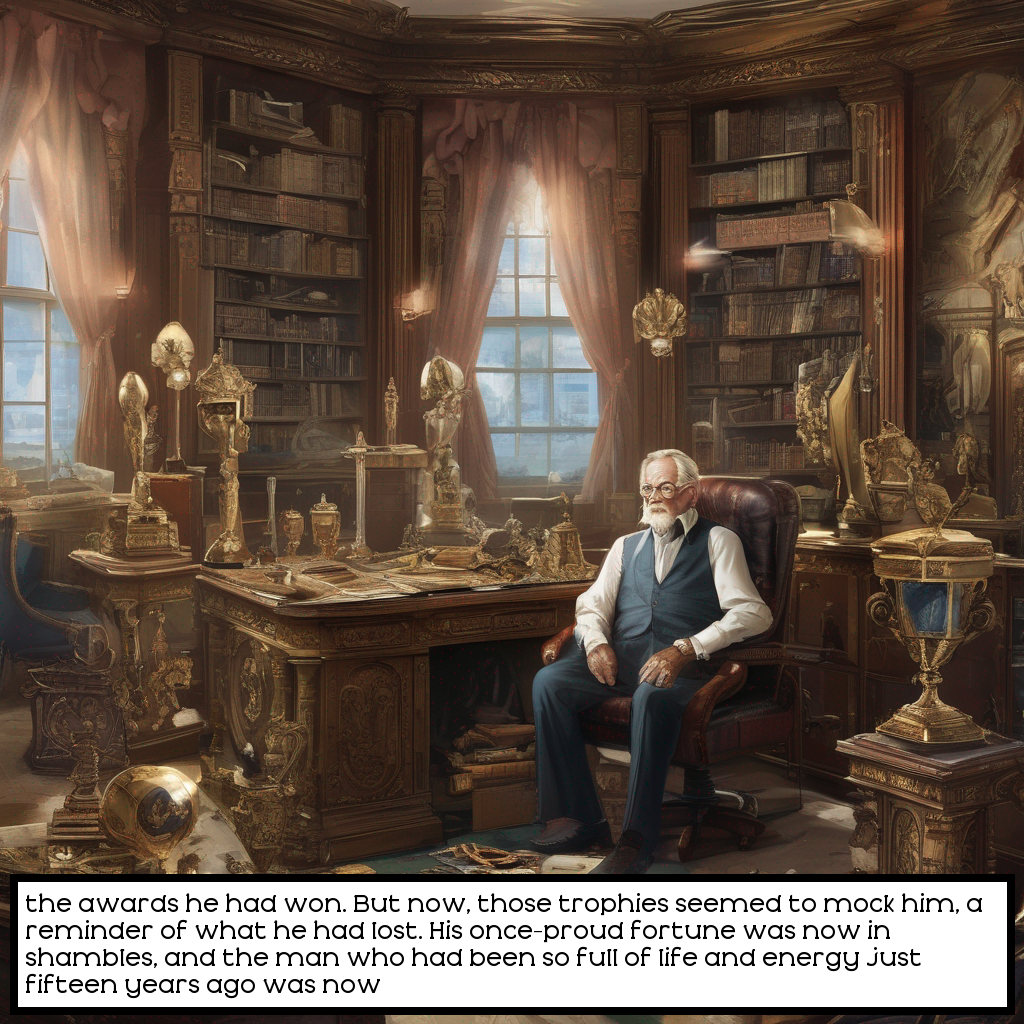 the awards he had won. But now, those trophies seemed to mock him, a
reminder of what he had lost. His once-proud fortune was now in
shambles, and the man who had been so full of life and energy just
fifteen years ago was now